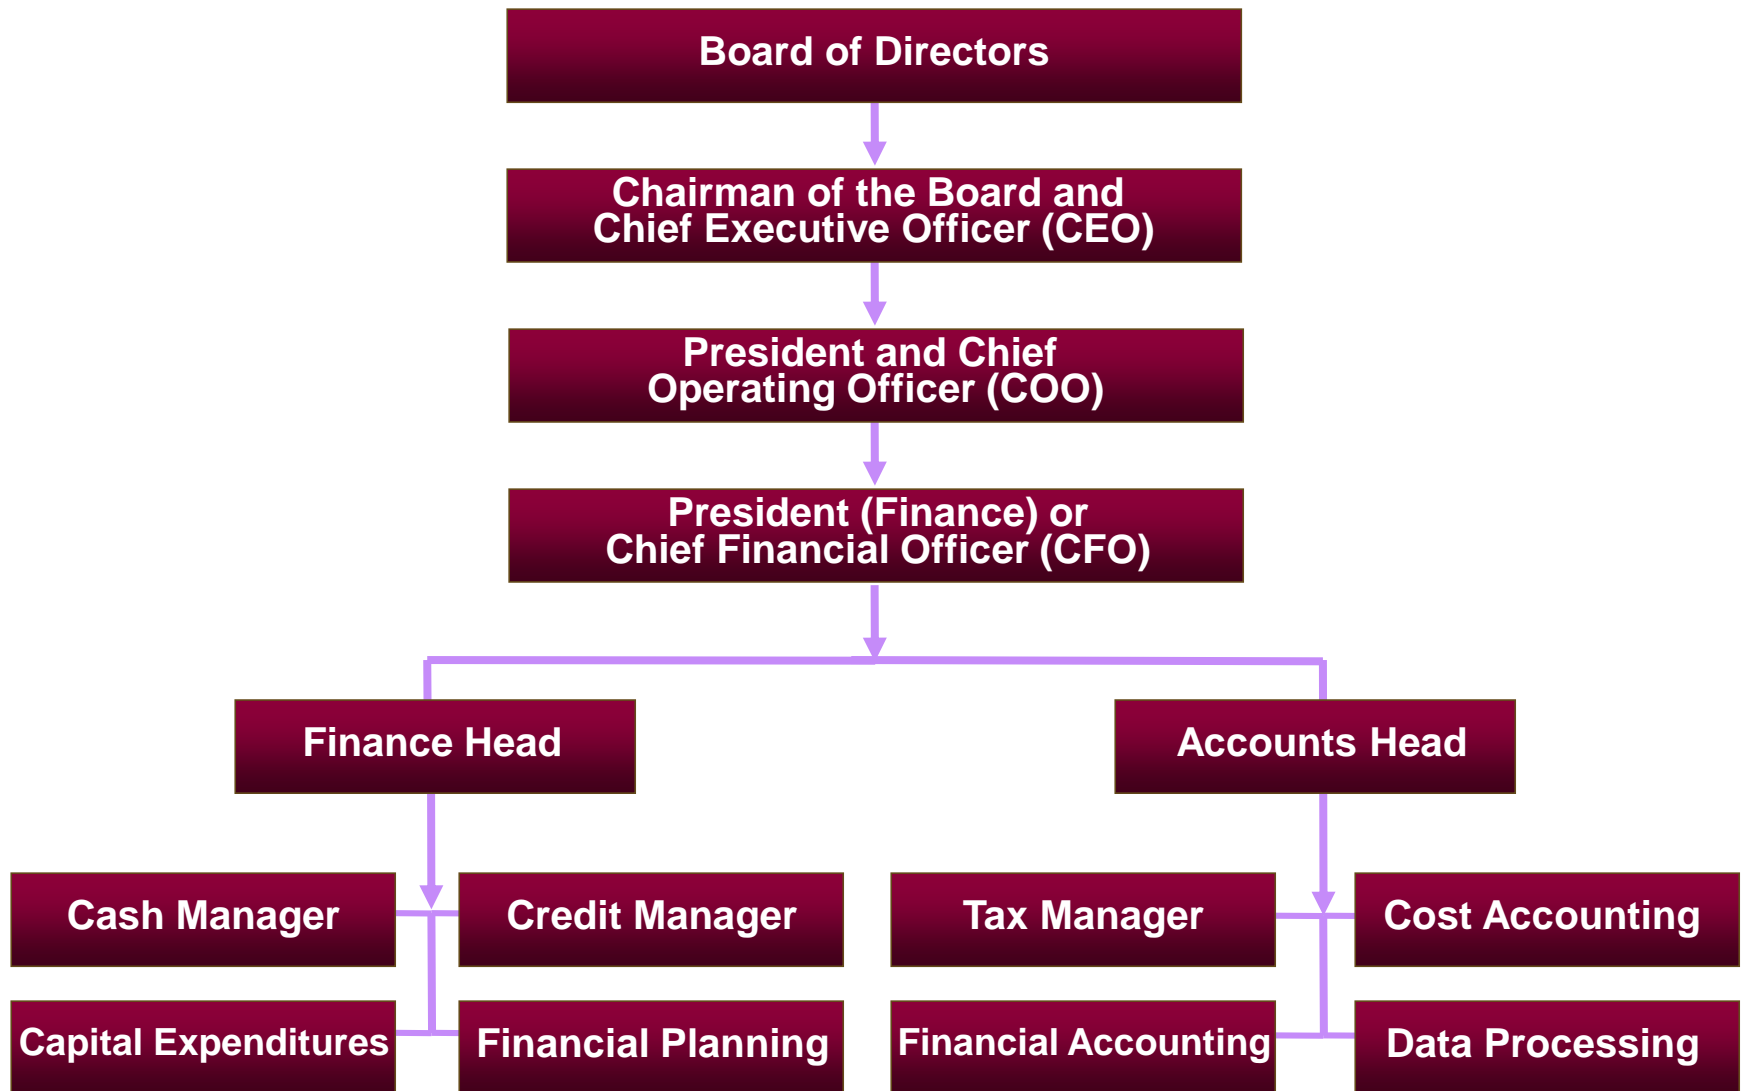 Board of Directors
Chairman of the Board and
Chief Executive Officer (CEO)
President and Chief
Operating Officer (COO)
President (Finance) or
Chief Financial Officer (CFO)
Finance Head
Accounts Head
Cash Manager
Credit Manager
Tax Manager
Cost Accounting
Capital Expenditures
Financial Planning
Financial Accounting
Data Processing